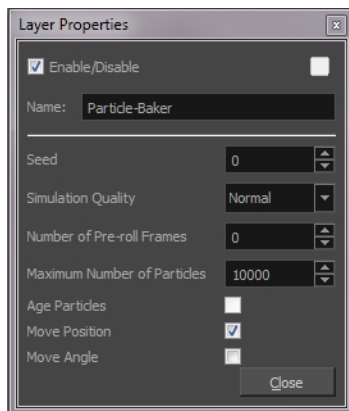 Layer Properties
Enable/Disable
Name: Particle-Baker
Seed 0
Simulation Quality Normal
Number of Pre-roll Frames 0
Maximum Number of Particles 10000
Age Particles
Move Position
Move Angle
Close